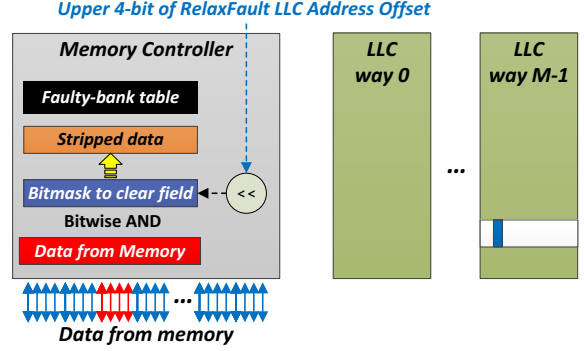 Upper 4-bit of RelaxFault LLC Address Offset
Memory Controller
Faulty-bank table
Stripped data
Bitmask to clear field
<<
Bitwise AND
Data from Memory
...
Data from memory
LLC
way 0
...
LLC
way M-1